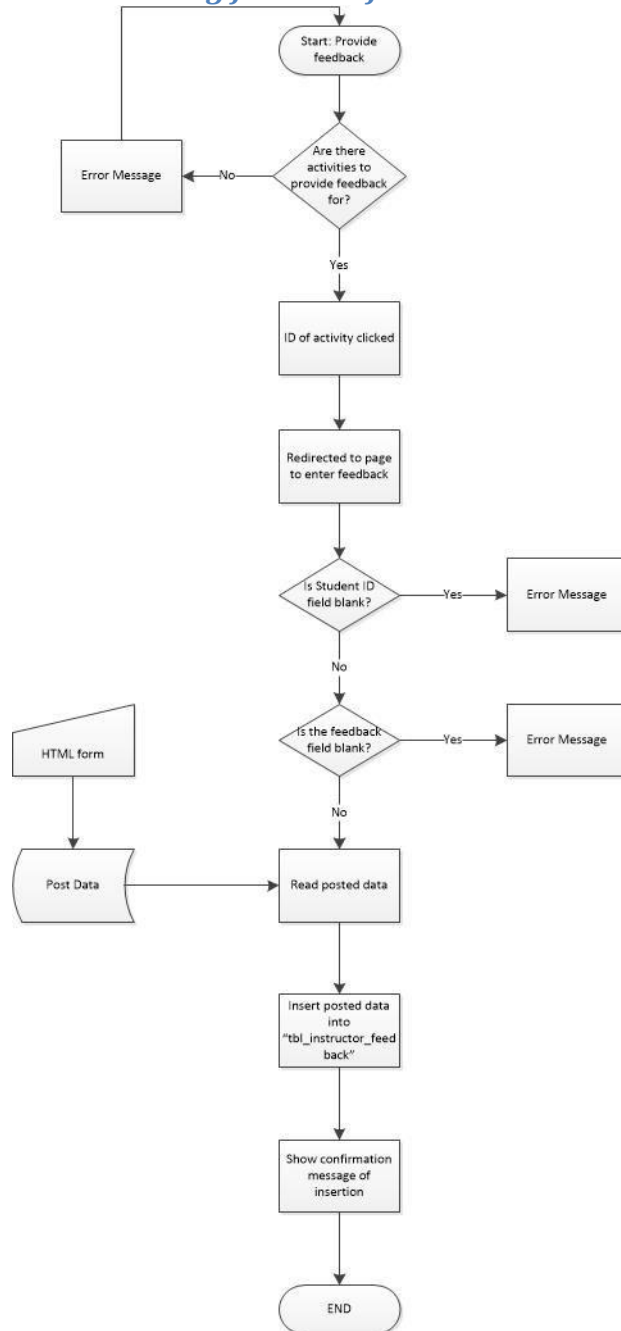 Start: Provide
feedback
Are there
activities to
provide feedback
for?
No
Error Message
Yes
ID of activity clicked
Redirected to page
to enter feedback
Is Student ID
field blank?
Yes
Error Message
No
Is the feedback
field blank?
Yes
Error Message
HTML form
No
Post Data
Read posted data
Insert posted data
into
“tbl_instructor_feed
back”
Show confirmation
message of
insertion
END